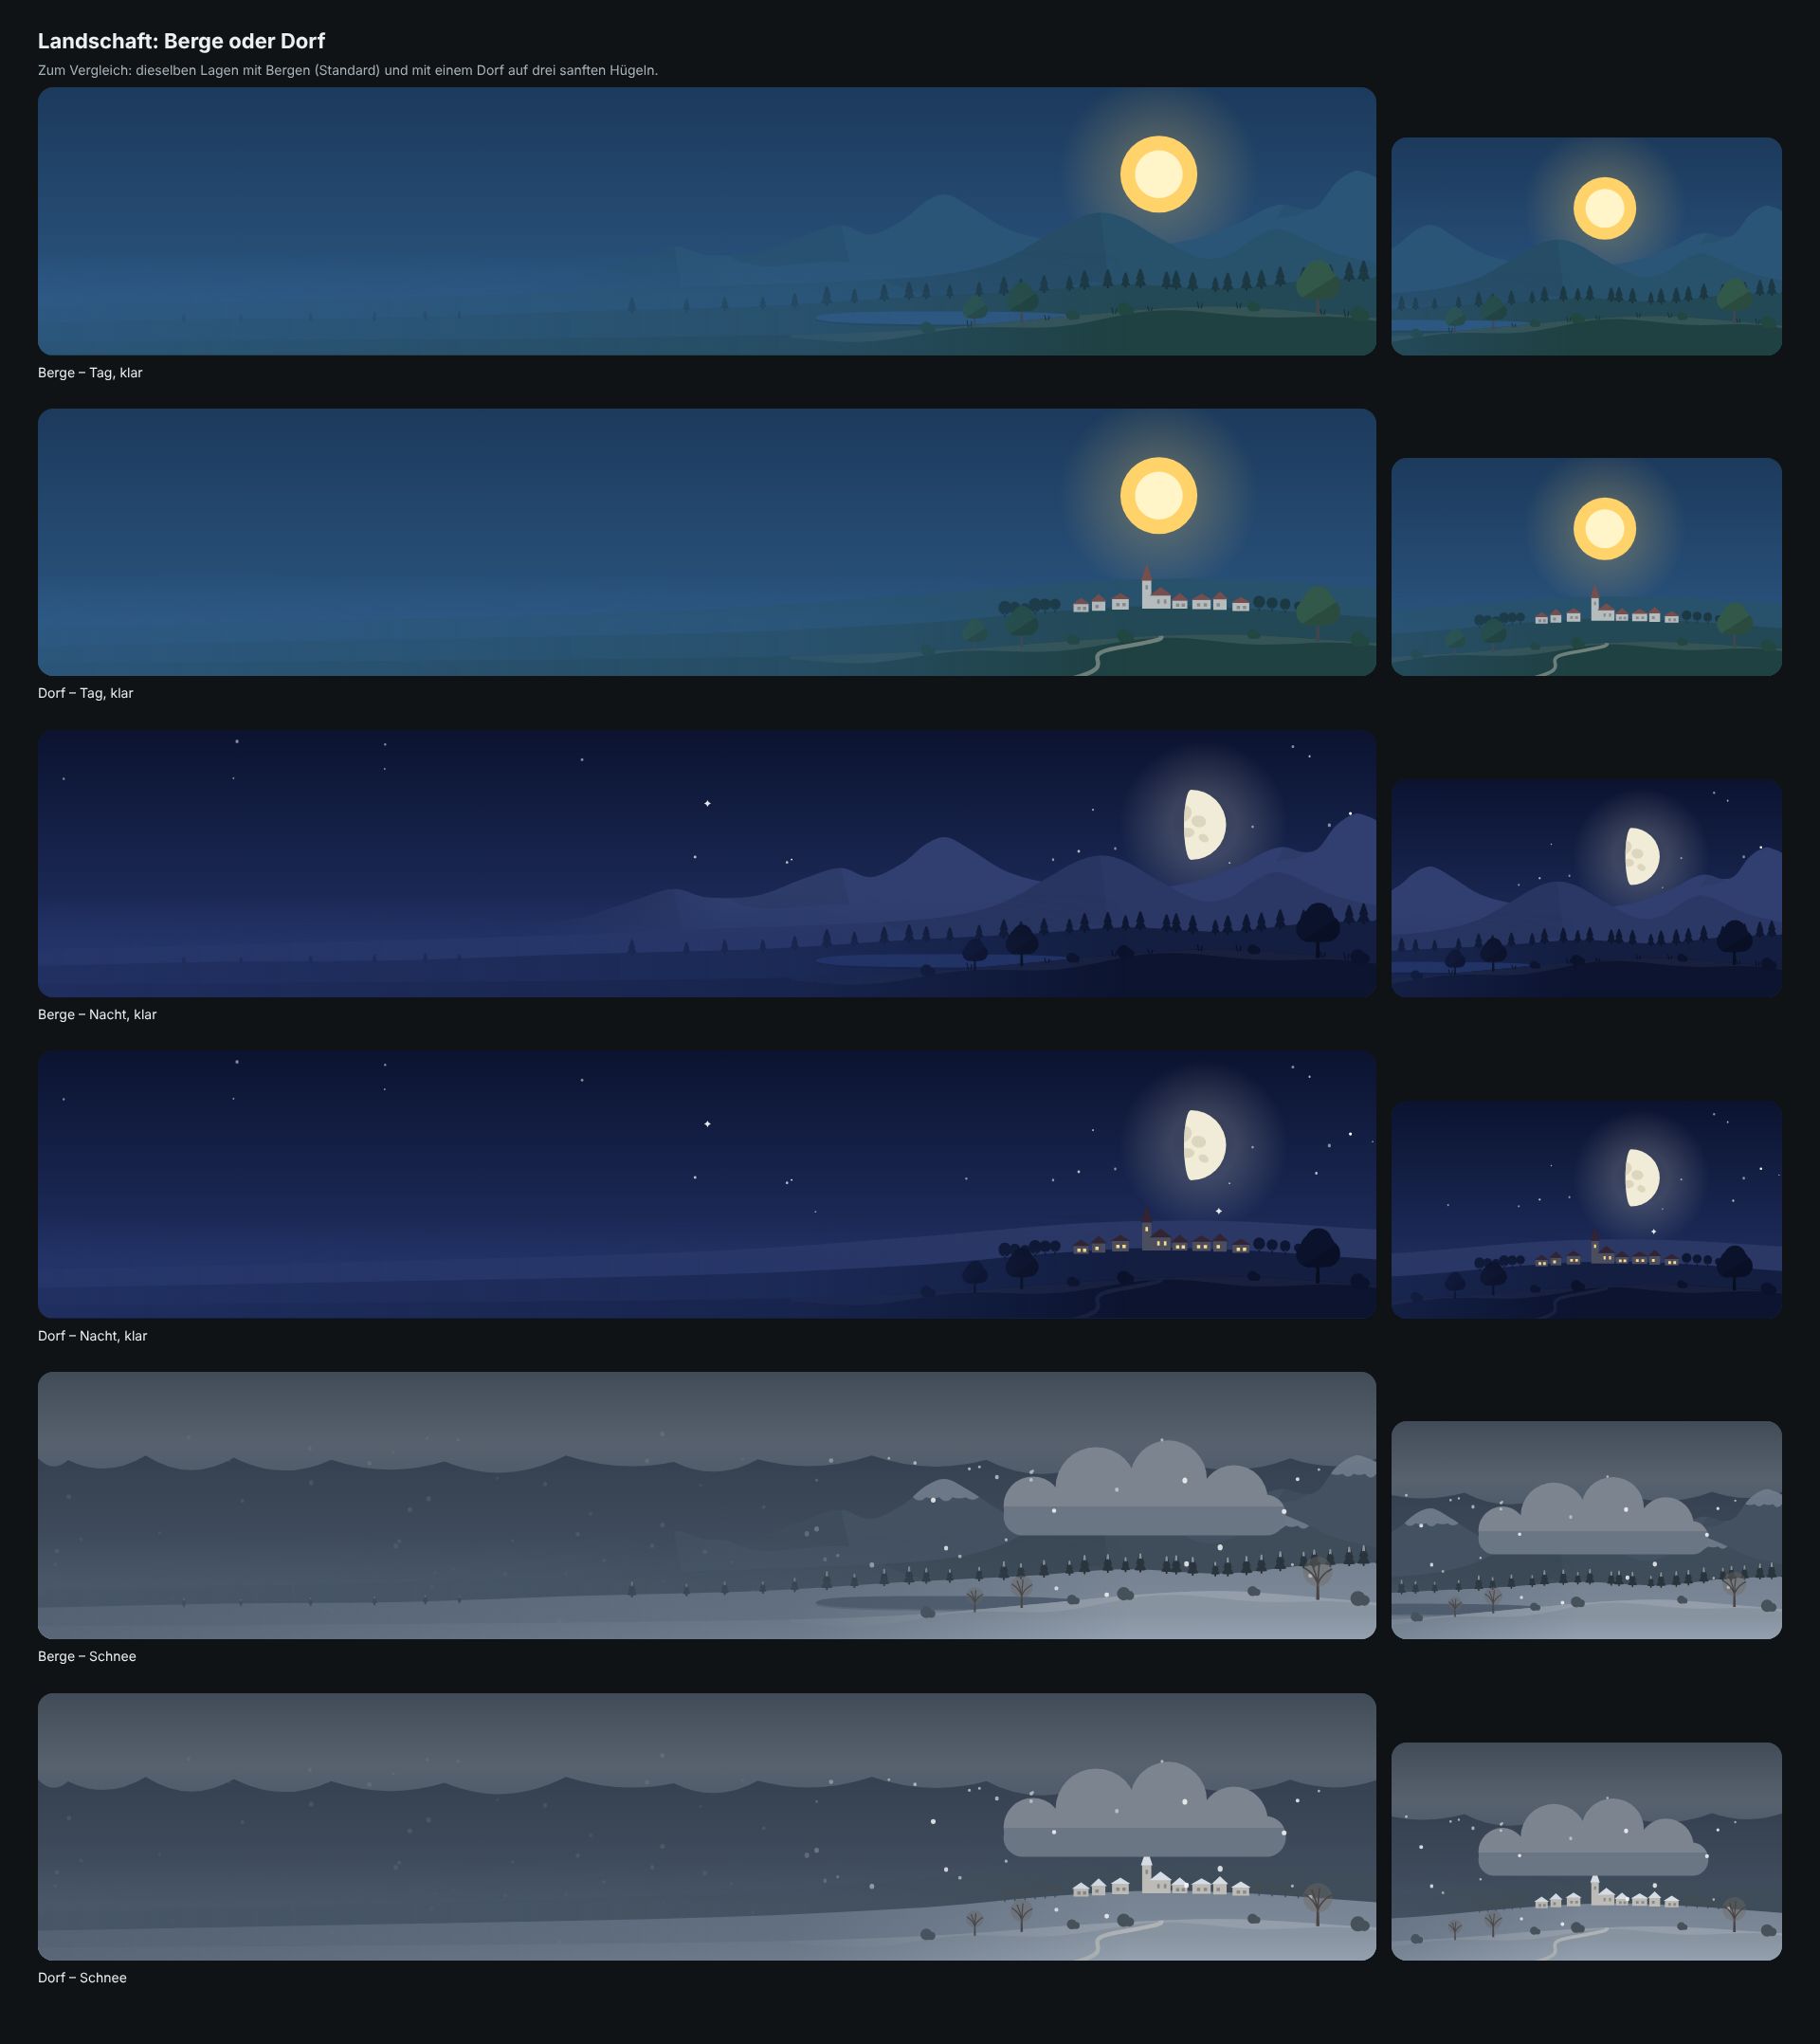 Landschaft: Berge oder Dorf
Zum Vergleich: dieselben Lagen mit Bergen (Standard) und mit einem Dorf auf drei sanften Hügeln.
Berge – Tag, klar
Dorf – Tag, klar
Berge – Nacht, klar
Dorf – Nacht, klar
Berge – Schnee
Dorf – Schnee